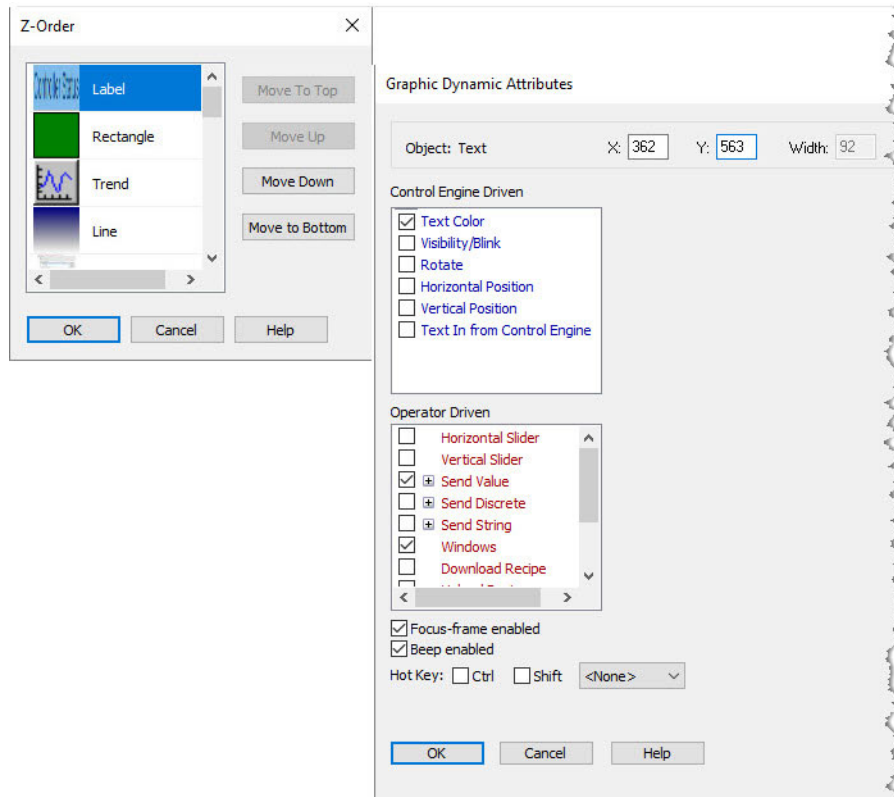 Z-Order
Controller Status
Label
Move To Top
Rectangle
Move Up
Trend
Move Down
Line
Move to Bottom
OK
Cancel
Help
Graphic Dynamic Attributes
Object: Text
X: 362
Y: 563
Width: 92
Control Engine Driven
Text Color
Visibility/Blink
Rotate
Horizontal Position
Vertical Position
Text In from Control Engine
Operator Driven
Horizontal Slider
Vertical Slider
Send Value
Send Discrete
Send String
Windows
Download Recipe
Focus-frame enabled
Beep enabled
Hot Key: Ctrl Shift <None>
OK Cancel Help